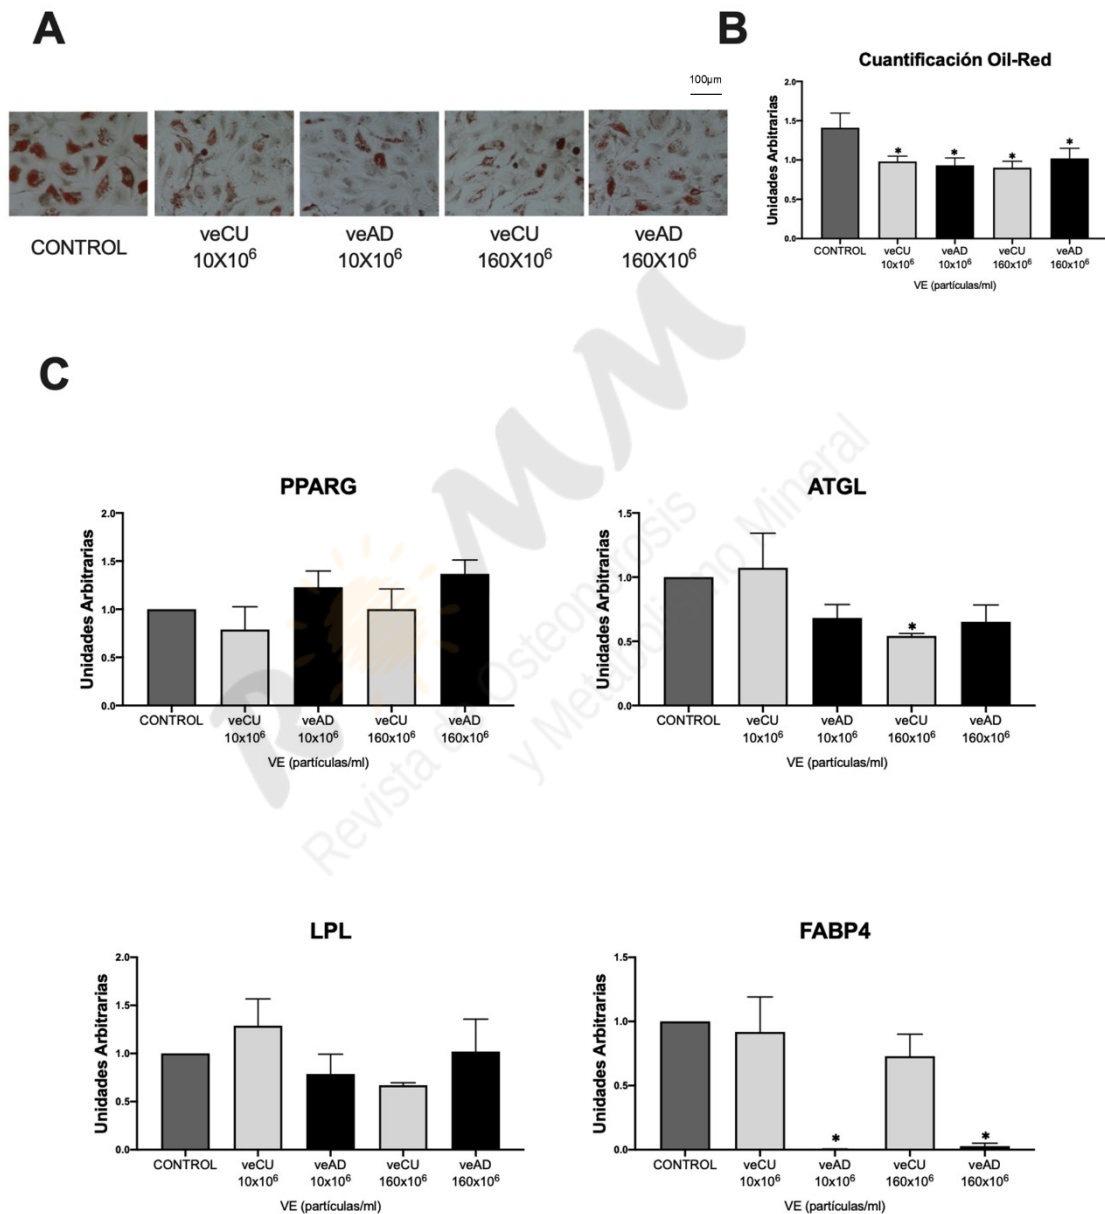 A
100µm
CONTROL
veCU
10X10⁶
veAD
10X10⁶
veCU
160X10⁶
veAD
160X10⁶
B
Cuantificación Oil-Red
Unidades Arbitrarias
2.0
1.5
1.0
0.5
0.0
* * * *
CONTROL veCU veAD veCU veAD
10x10⁶ 10x10⁶ 160x10⁶ 160x10⁶
VE (partículas/ml)
C
PPARG
Unidades Arbitrarias
2.0
1.5
1.0
0.5
0.0
CONTROL veCU veAD veCU veAD
10x10⁶ 10x10⁶ 160x10⁶ 160x10⁶
VE (partículas/ml)
ATGL
Unidades Arbitrarias
1.5
1.0
0.5
0.0
*
CONTROL veCU veAD veCU veAD
10x10⁶ 10x10⁶ 160x10⁶ 160x10⁶
VE (partículas/ml)
LPL
Unidades Arbitrarias
2.0
1.5
1.0
0.5
0.0
CONTROL veCU veAD veCU veAD
10x10⁶ 10x10⁶ 160x10⁶ 160x10⁶
VE (partículas/ml)
FABP4
Unidades Arbitrarias
1.5
1.0
0.5
0.0
* *
CONTROL veCU veAD veCU veAD
10x10⁶ 10x10⁶ 160x10⁶ 160x10⁶
VE (partículas/ml)
ROMM
Revista de Osteoporosis
y Metabolismo Mineral